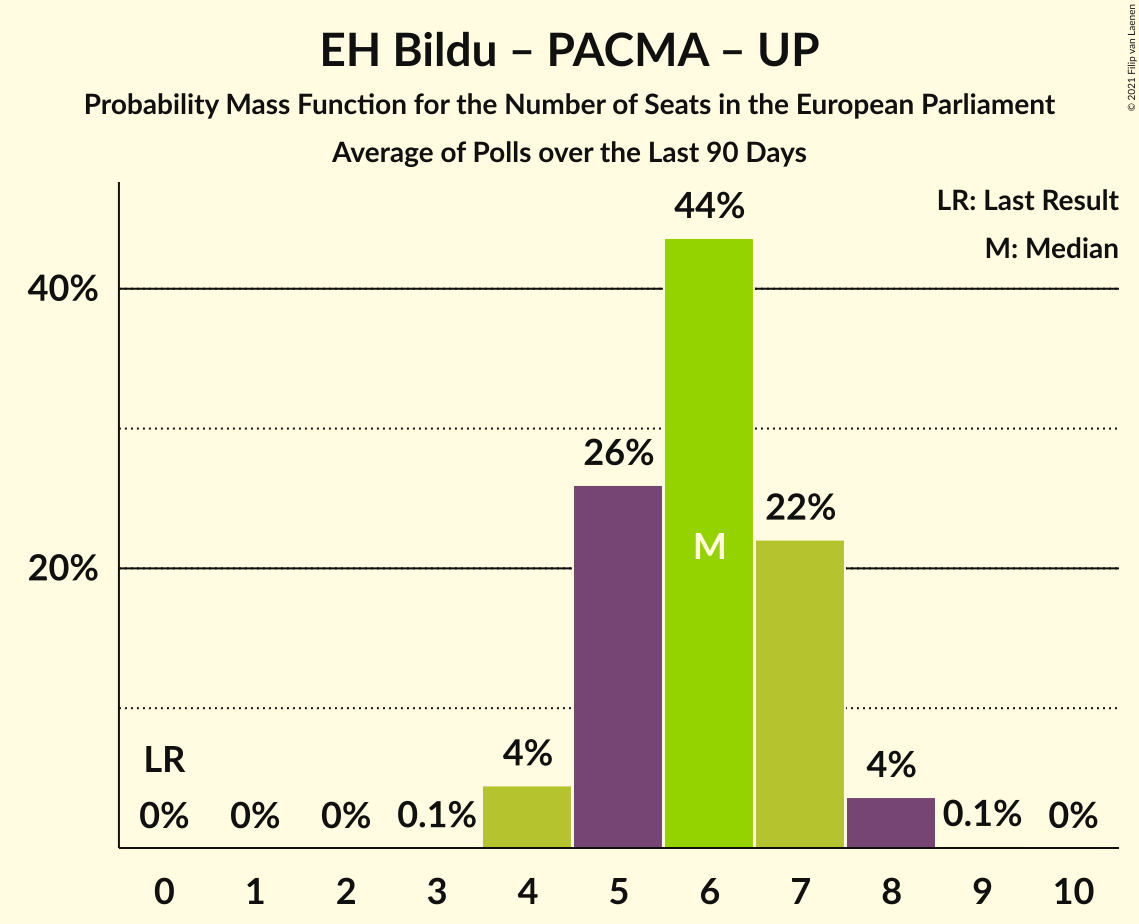 EH Bildu – PACMA – UP
Probability Mass Function for the Number of Seats in the European Parliament
Average of Polls over the Last 90 Days
© 2021 Filip van Laenen
LR: Last Result
M: Median
44%
40%
26%
22%
M
20%
LR
4%
4%
0%
0%
0%
0.1%
0.1%
0%
0 1 2 3 4 5 6 7 8 9 10